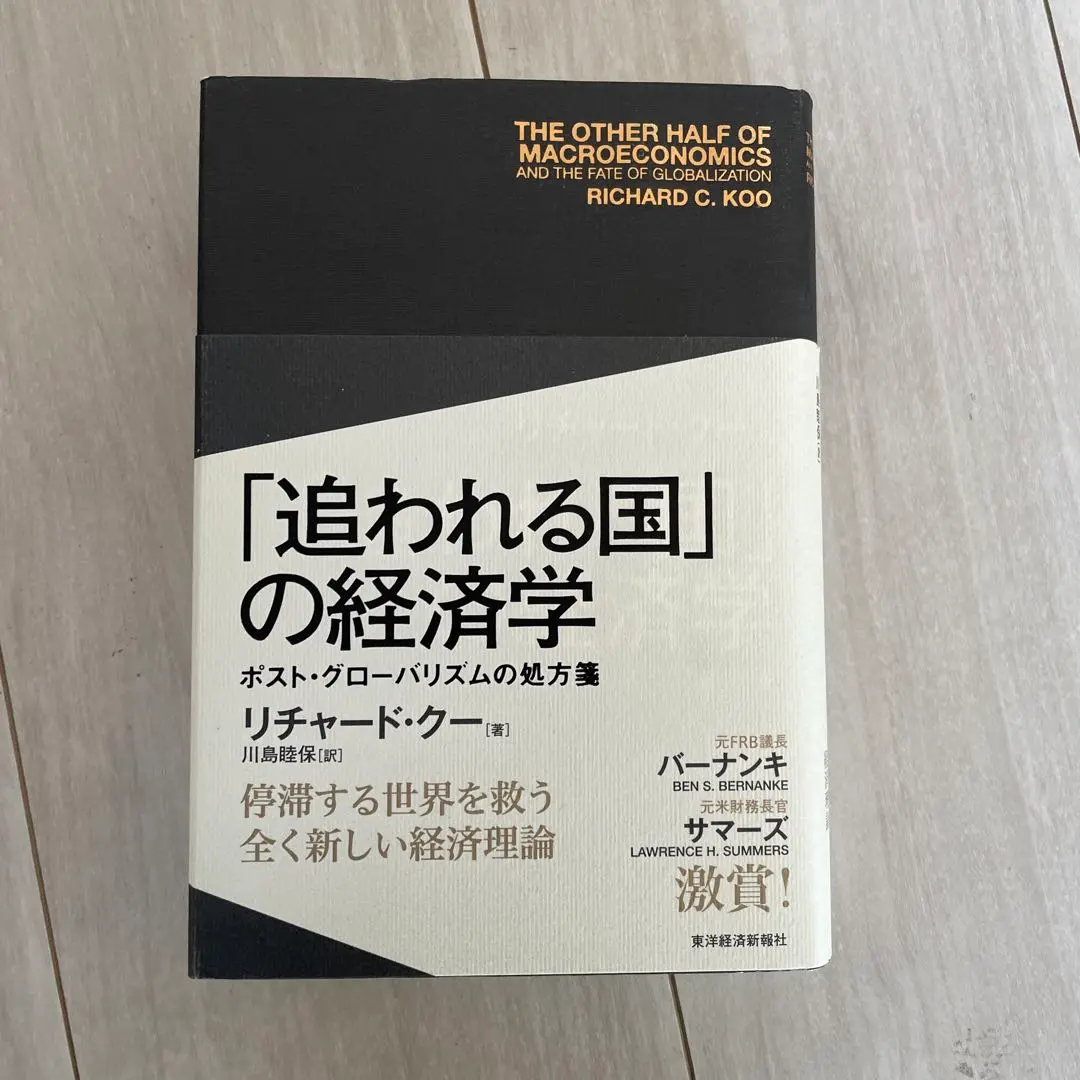 THE OTHER HALF OF
MACROECONOMICS
AND THE FATE OF GLOBALIZATION
RICHARD C. KOO
「追われる国」
の経済学
ポスト・グローバリズムの処方箋
リチャード・クー[著]
川島睦保[訳]
停滞する世界を救う
全く新しい経済理論
元FRB議長
バーナンキ
BEN S. BERNANKE
元米財務長官
サマーズ
LAWRENCE H. SUMMERS
激賞!
東洋経済新報社